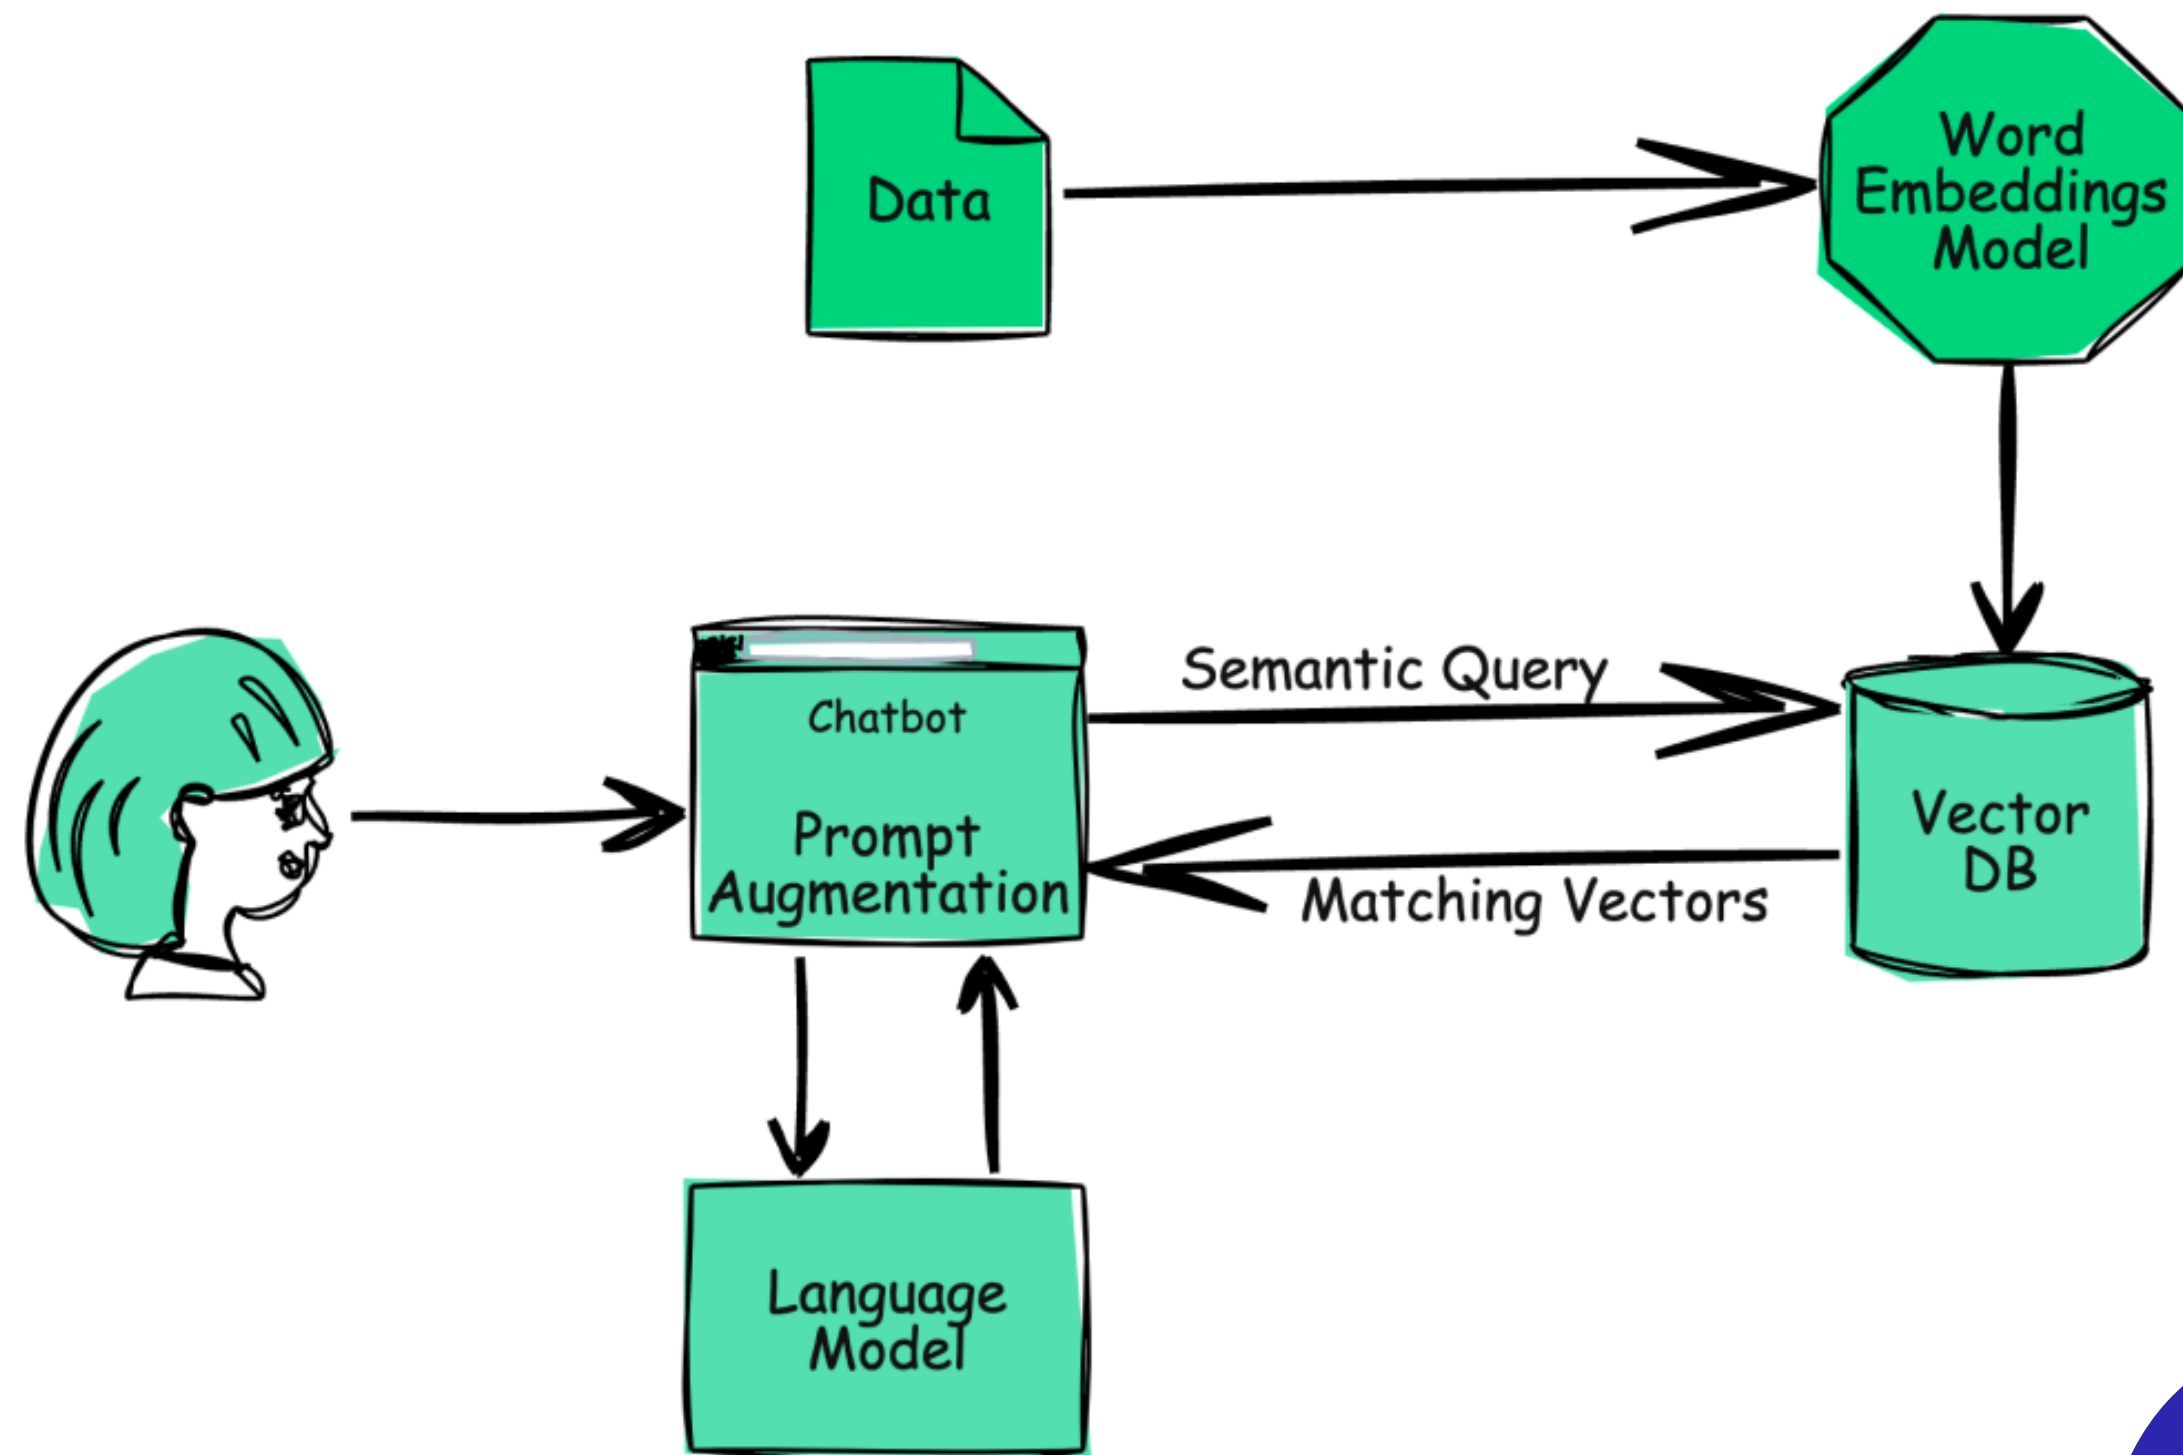 Data
Word
Embeddings
Model
Semantic Query
Chatbot
Prompt
Augmentation
Matching Vectors
Vector
DB
Language
Model